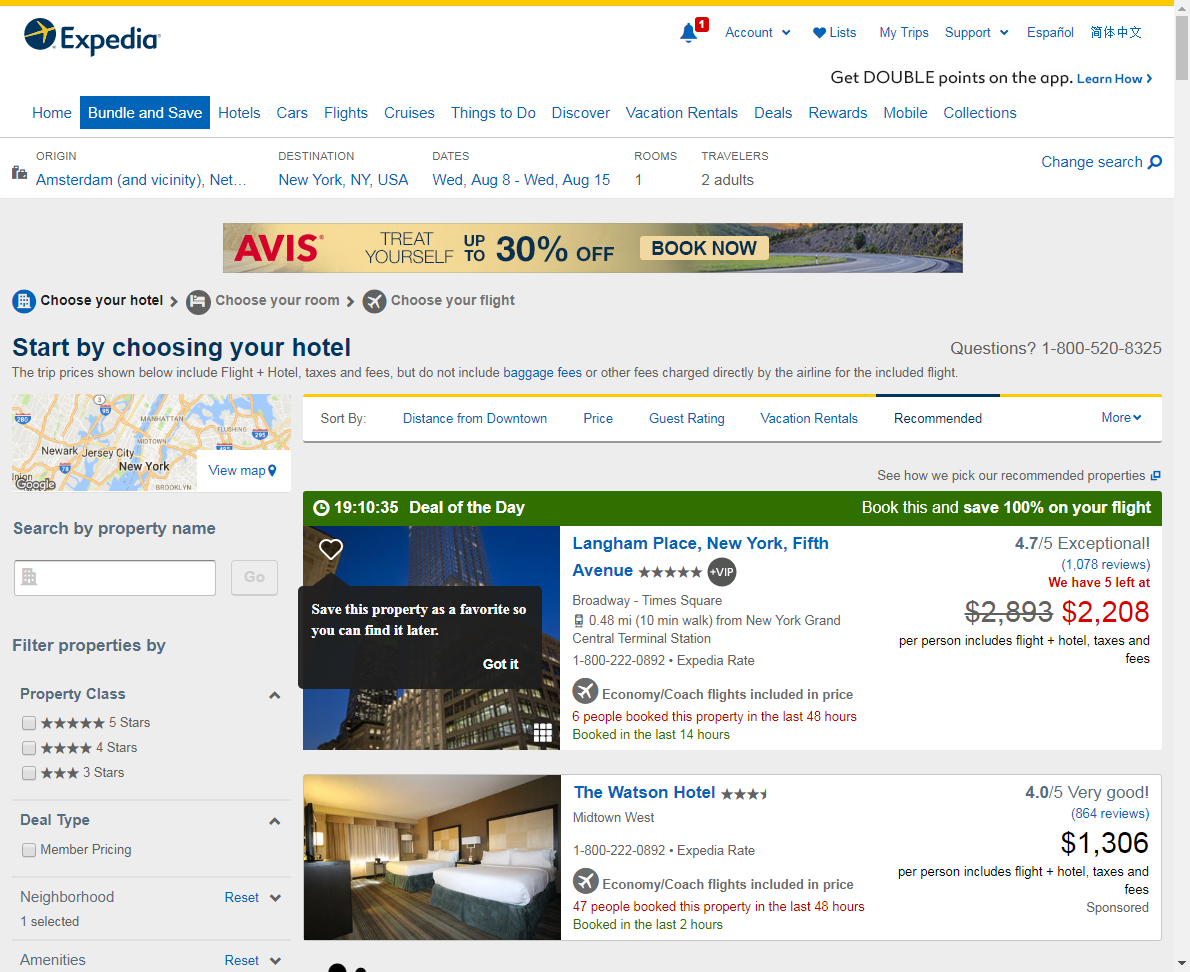 Expedia
1
Account
Lists
My Trips
Support
Español
简体中文
Get DOUBLE points on the app. Learn How
Home
Bundle and Save
Hotels
Cars
Flights
Cruises
Things to Do
Discover
Vacation Rentals
Deals
Rewards
Mobile
Collections
ORIGIN
Amsterdam (and vicinity), Net...
DESTINATION
New York, NY, USA
DATES
Wed, Aug 8 - Wed, Aug 15
ROOMS
1
TRAVELERS
2 adults
Change search
AVIS
TREAT YOURSELF
UP TO 30% OFF
BOOK NOW
Choose your hotel
Choose your room
Choose your flight
Start by choosing your hotel
Questions? 1-800-520-8325
The trip prices shown below include Flight + Hotel, taxes and fees, but do not include baggage fees or other fees charged directly by the airline for the included flight.
MANHATTAN
FLUSHING
MIDTOWN
Newark
Jersey City
New York
BROOKLYN
Google
280
95
3
295
495
78
View map
Sort By:
Distance from Downtown
Price
Guest Rating
Vacation Rentals
Recommended
More
See how we pick our recommended properties
Search by property name
Go
Filter properties by
Property Class
5 Stars
4 Stars
3 Stars
Deal Type
Member Pricing
Neighborhood
Reset
1 selected
Amenities
Reset
19:10:35 Deal of the Day
Book this and save 100% on your flight
Save this property as a favorite so
you can find it later.
Got it
Langham Place, New York, Fifth
Avenue
+VIP
Broadway - Times Square
0.48 mi (10 min walk) from New York Grand
Central Terminal Station
1-800-222-0892 • Expedia Rate
Economy/Coach flights included in price
6 people booked this property in the last 48 hours
Booked in the last 14 hours
4.7/5 Exceptional!
(1,078 reviews)
We have 5 left at
$2,893 $2,208
per person includes flight + hotel, taxes and
fees
The Watson Hotel
Midtown West
1-800-222-0892 • Expedia Rate
Economy/Coach flights included in price
47 people booked this property in the last 48 hours
Booked in the last 2 hours
4.0/5 Very good!
(864 reviews)
$1,306
per person includes flight + hotel, taxes and
fees
Sponsored